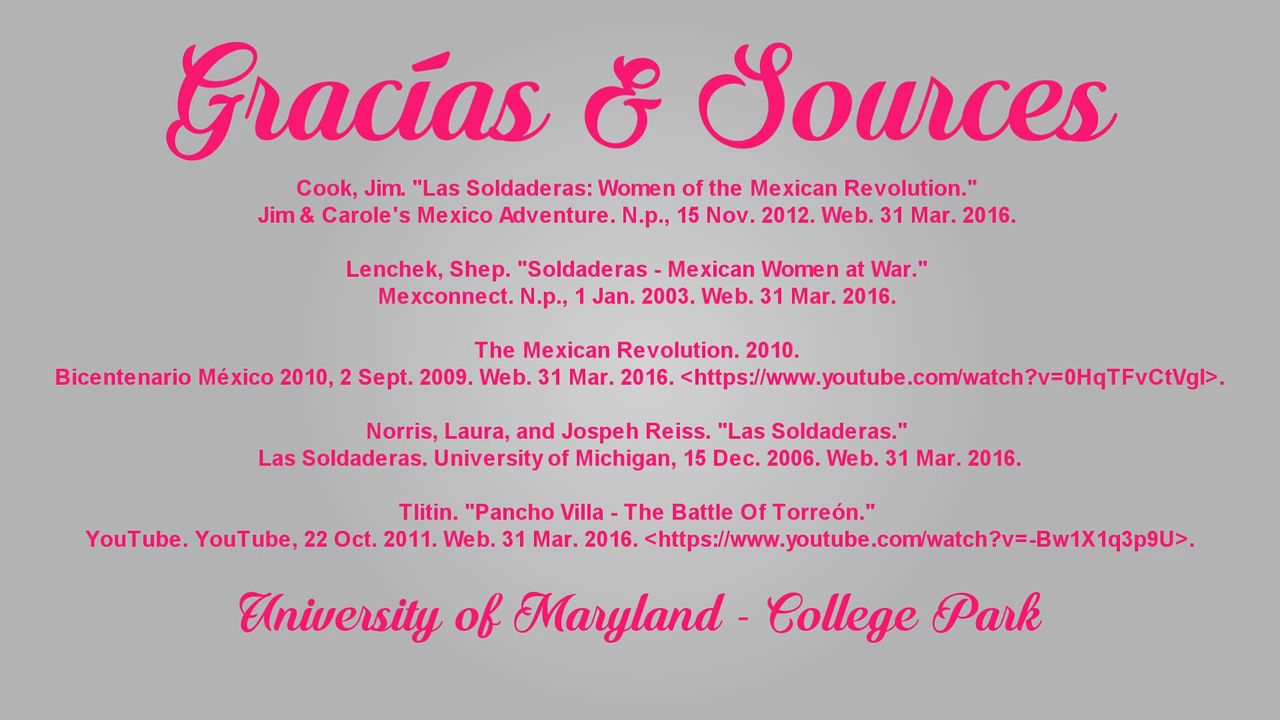 Gracías & Sources
Cook, Jim. "Las Soldaderas: Women of the Mexican Revolution."
Jim & Carole's Mexico Adventure. N.p., 15 Nov. 2012. Web. 31 Mar. 2016.
Lenchek, Shep. "Soldaderas - Mexican Women at War."
Mexconnect. N.p., 1 Jan. 2003. Web. 31 Mar. 2016.
The Mexican Revolution. 2010.
Bicentenario México 2010, 2 Sept. 2009. Web. 31 Mar. 2016. <https://www.youtube.com/watch?v=0HqTFvCtVgI>.
Norris, Laura, and Jospeh Reiss. "Las Soldaderas."
Las Soldaderas. University of Michigan, 15 Dec. 2006. Web. 31 Mar. 2016.
Tlitin. "Pancho Villa - The Battle Of Torreón."
YouTube. YouTube, 22 Oct. 2011. Web. 31 Mar. 2016. <https://www.youtube.com/watch?v=-Bw1X1q3p9U>.
University of Maryland - College Park